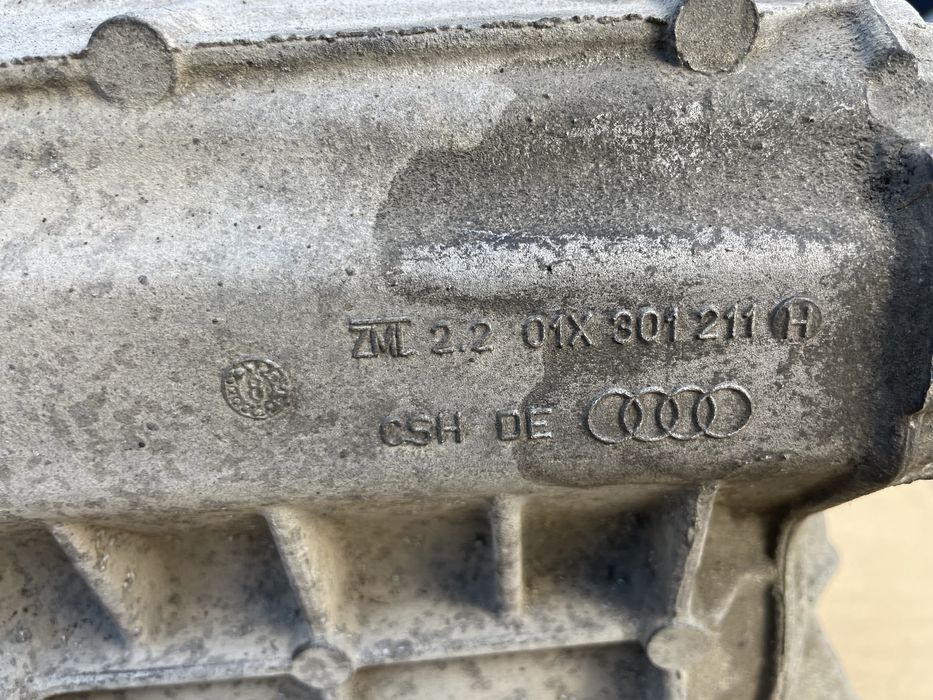 ZML 2.2 01X 301 211 H
CSH DE